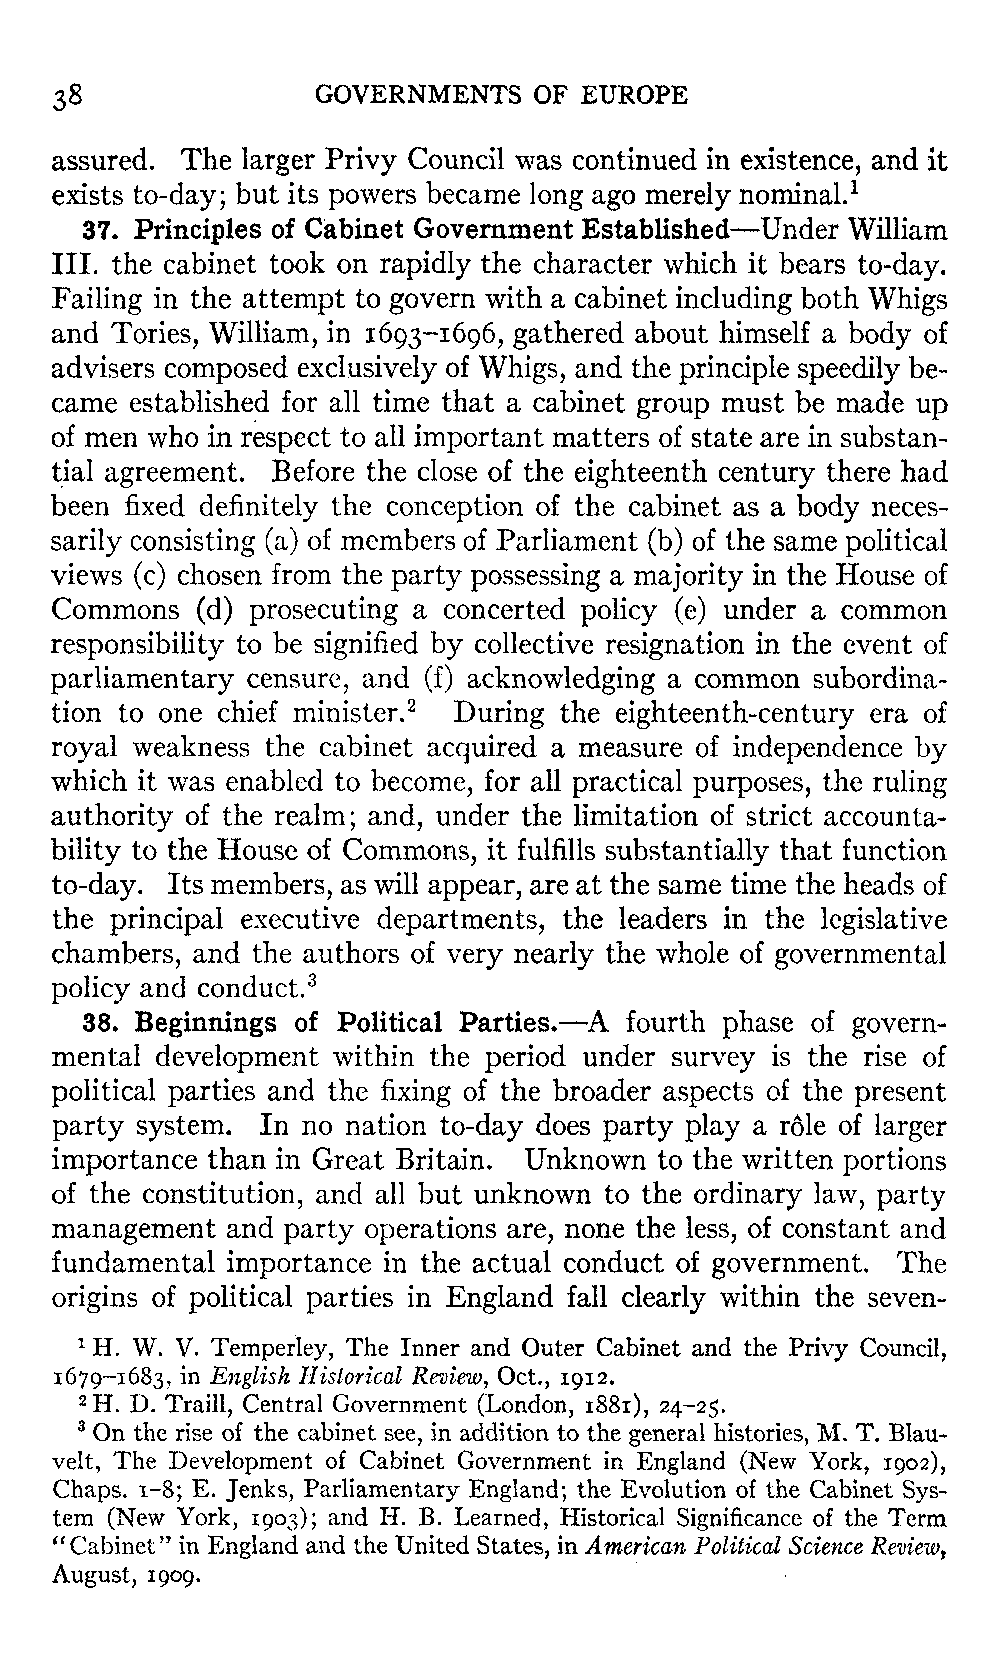 38 GOVERNMENTS OF EUROPE
assured. The larger Privy Council was continued in existence, and it
exists to-day; but its powers became long ago merely nominal.¹
37. Principles of Cabinet Government Established—Under William
III. the cabinet took on rapidly the character which it bears to-day.
Failing in the attempt to govern with a cabinet including both Whigs
and Tories, William, in 1693–1696, gathered about himself a body of
advisers composed exclusively of Whigs, and the principle speedily be-
came established for all time that a cabinet group must be made up
of men who in respect to all important matters of state are in substan-
tial agreement. Before the close of the eighteenth century there had
been fixed definitely the conception of the cabinet as a body neces-
sarily consisting (a) of members of Parliament (b) of the same political
views (c) chosen from the party possessing a majority in the House of
Commons (d) prosecuting a concerted policy (e) under a common
responsibility to be signified by collective resignation in the event of
parliamentary censure, and (f) acknowledging a common subordina-
tion to one chief minister.² During the eighteenth-century era of
royal weakness the cabinet acquired a measure of independence by
which it was enabled to become, for all practical purposes, the ruling
authority of the realm; and, under the limitation of strict accounta-
bility to the House of Commons, it fulfills substantially that function
to-day. Its members, as will appear, are at the same time the heads of
the principal executive departments, the leaders in the legislative
chambers, and the authors of very nearly the whole of governmental
policy and conduct.³
38. Beginnings of Political Parties.—A fourth phase of govern-
mental development within the period under survey is the rise of
political parties and the fixing of the broader aspects of the present
party system. In no nation to-day does party play a rôle of larger
importance than in Great Britain. Unknown to the written portions
of the constitution, and all but unknown to the ordinary law, party
management and party operations are, none the less, of constant and
fundamental importance in the actual conduct of government. The
origins of political parties in England fall clearly within the seven-
¹ H. W. V. Temperley, The Inner and Outer Cabinet and the Privy Council,
1679–1683, in English Historical Review, Oct., 1912.
² H. D. Traill, Central Government (London, 1881), 24–25.
³ On the rise of the cabinet see, in addition to the general histories, M. T. Blau-
velt, The Development of Cabinet Government in England (New York, 1902),
Chaps. 1–8; E. Jenks, Parliamentary England; the Evolution of the Cabinet Sys-
tem (New York, 1903); and H. B. Learned, Historical Significance of the Term
“Cabinet” in England and the United States, in American Political Science Review,
August, 1909.